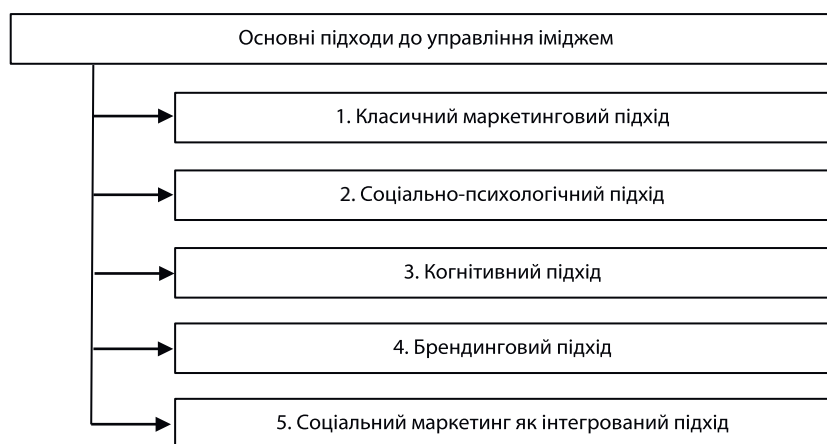 Основні підходи до управління іміджем
1. Класичний маркетинговий підхід
2. Соціально-психологічний підхід
3. Когнітивний підхід
4. Брендинговий підхід
5. Соціальний маркетинг як інтегрований підхід